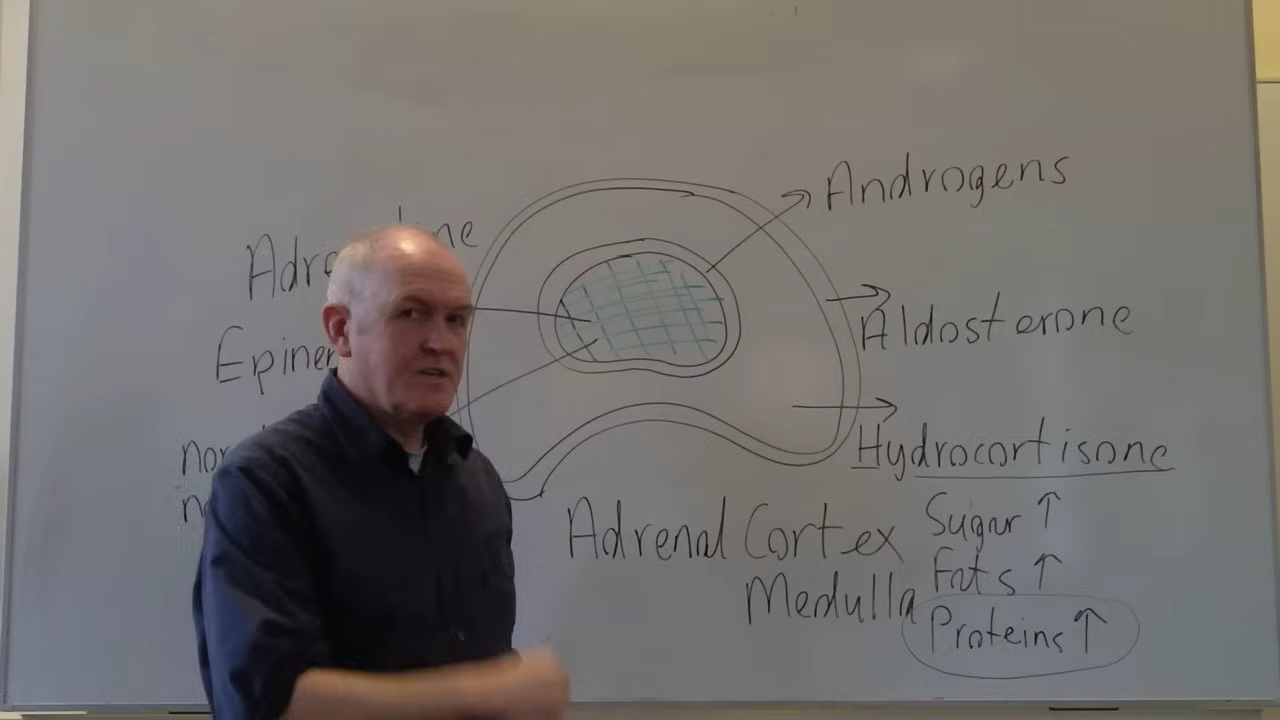 Androgens
Aldosterone
Hydrocortisone
Sugar ↑
Fats ↑
Proteins ↑
Adrenal Cortex
Medulla